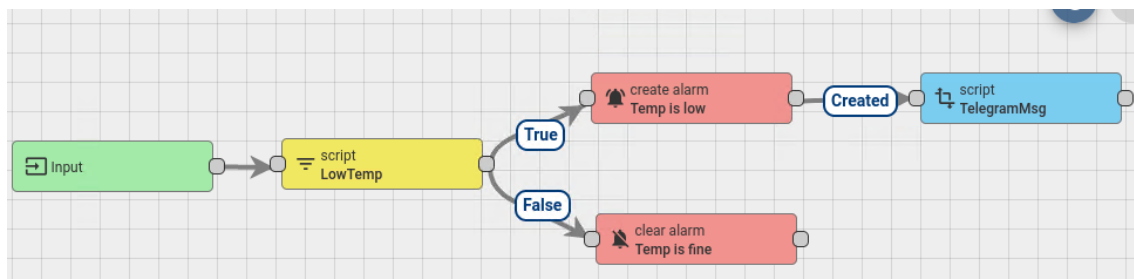 create alarm
Temp is low
Created
script
TelegramMsg
True
Input
script
LowTemp
False
clear alarm
Temp is fine